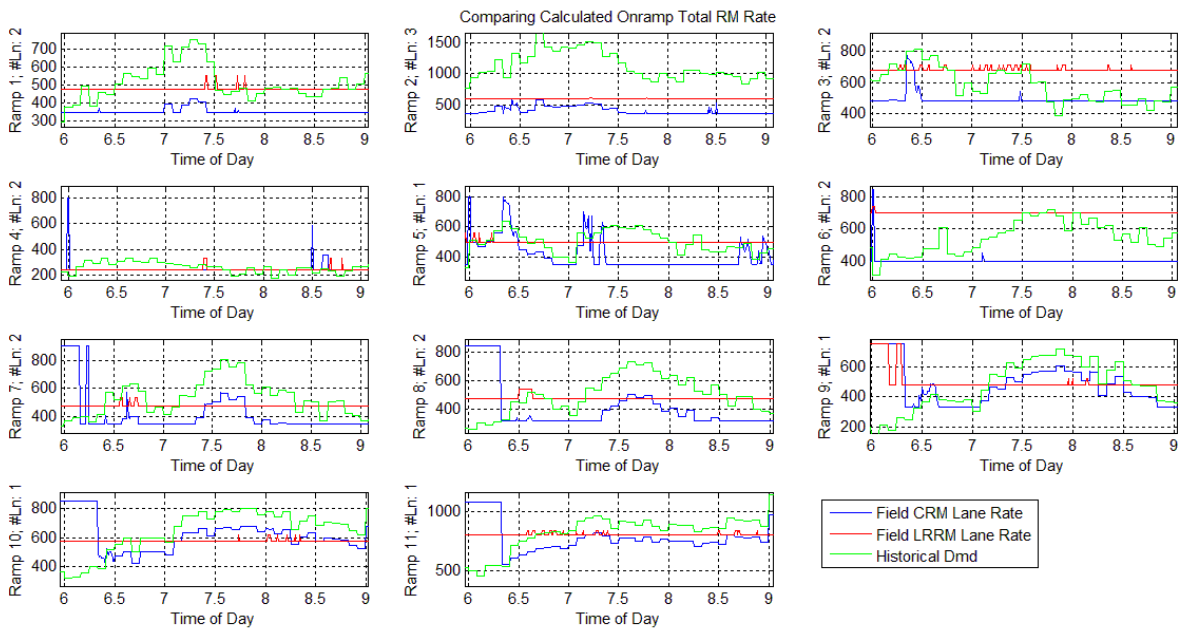 Comparing Calculated Onramp Total RM Rate
Ramp 1; #Ln: 2
700
600
500
400
300
6 6.5 7 7.5 8 8.5 9
Time of Day
Ramp 2; #Ln: 3
1500
1000
500
6 6.5 7 7.5 8 8.5 9
Time of Day
Ramp 3; #Ln: 2
800
600
400
6 6.5 7 7.5 8 8.5 9
Time of Day
Ramp 4; #Ln: 2
800
600
400
200
6 6.5 7 7.5 8 8.5 9
Time of Day
Ramp 5; #Ln: 1
800
600
400
6 6.5 7 7.5 8 8.5 9
Time of Day
Ramp 6; #Ln: 2
800
600
400
6 6.5 7 7.5 8 8.5 9
Time of Day
Ramp 7; #Ln: 2
800
600
400
6 6.5 7 7.5 8 8.5 9
Time of Day
Ramp 8; #Ln: 2
800
600
400
6 6.5 7 7.5 8 8.5 9
Time of Day
Ramp 9; #Ln: 1
600
400
200
6 6.5 7 7.5 8 8.5 9
Time of Day
Ramp 10; #Ln: 1
800
600
400
6 6.5 7 7.5 8 8.5 9
Time of Day
Ramp 11; #Ln: 1
1000
500
6 6.5 7 7.5 8 8.5 9
Time of Day
Field CRM Lane Rate
Field LRRM Lane Rate
Historical Dmd